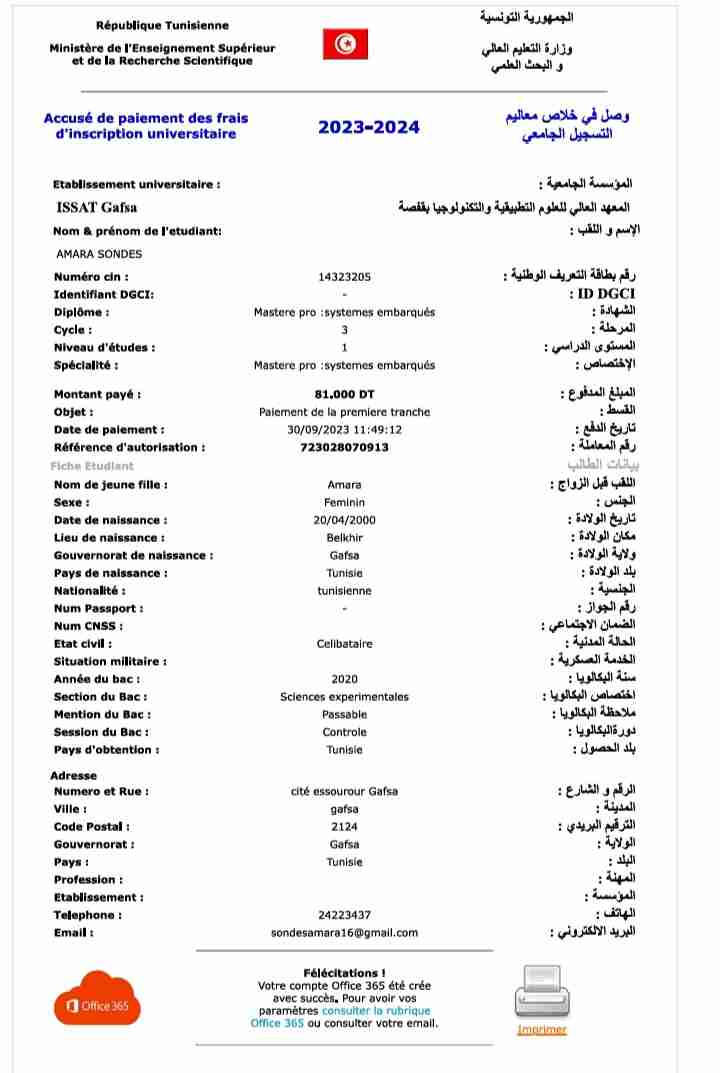 République Tunisienne
الجمهورية التونسية
Ministère de l'Enseignement Supérieur
et de la Recherche Scientifique
وزارة التعليم العالي
و البحث العلمي
Accusé de paiement des frais
d'inscription universitaire
2023-2024
وصل في خلاص معاليم
التسجيل الجامعي
Etablissement universitaire : المؤسسة الجامعية :
ISSAT Gafsa المعهد العالي للعلوم التطبيقية والتكنولوجيا بقفصة
Nom & prénom de l'etudiant: الإسم و اللقب :
AMARA SONDES
Numéro cin : 14323205 رقم بطاقة التعريف الوطنية :
Identifiant DGCI: - ID DGCI :
Diplôme : Mastere pro :systemes embarqués الشهادة :
Cycle : 3 المرحلة :
Niveau d'études : 1 المستوى الدراسي :
Spécialité : Mastere pro :systemes embarqués الإختصاص :
Montant payé : 81.000 DT المبلغ المدفوع :
Objet : Paiement de la premiere tranche القسط :
Date de paiement : 30/09/2023 11:49:12 تاريخ الدفع :
Référence d'autorisation : 723028070913 رقم المعاملة :
Fiche Etudiant بيانات الطالب
Nom de jeune fille : Amara اللقب قبل الزواج :
Sexe : Feminin الجنس :
Date de naissance : 20/04/2000 تاريخ الولادة :
Lieu de naissance : Belkhir مكان الولادة :
Gouvernorat de naissance : Gafsa ولاية الولادة :
Pays de naissance : Tunisie بلد الولادة :
Nationalité : tunisienne الجنسية :
Num Passport : - رقم الجواز :
Num CNSS : الضمان الاجتماعي :
Etat civil : Celibataire الحالة المدنية :
Situation militaire : الخدمة العسكرية :
Année du bac : 2020 سنة البكالويا :
Section du Bac : Sciences experimentales اختصاص البكالويا :
Mention du Bac : Passable ملاحظة البكالويا :
Session du Bac : Controle دورةالبكالويا :
Pays d'obtention : Tunisie بلد الحصول :
Adresse
Numero et Rue : cité essourour Gafsa الرقم و الشارع :
Ville : gafsa المدينة :
Code Postal : 2124 الترقيم البريدي :
Gouvernorat : Gafsa الولاية :
Pays : Tunisie البلد :
Profession : المهنة :
Etablissement : المؤسسة :
Telephone : 24223437 الهاتف :
Email : sondesamara16@gmail.com البريد الالكتروني :
Félécitations !
Votre compte Office 365 été crée
avec succès. Pour avoir vos
paramètres consulter la rubrique
Office 365 ou consulter votre email.
Office 365
Imprimer